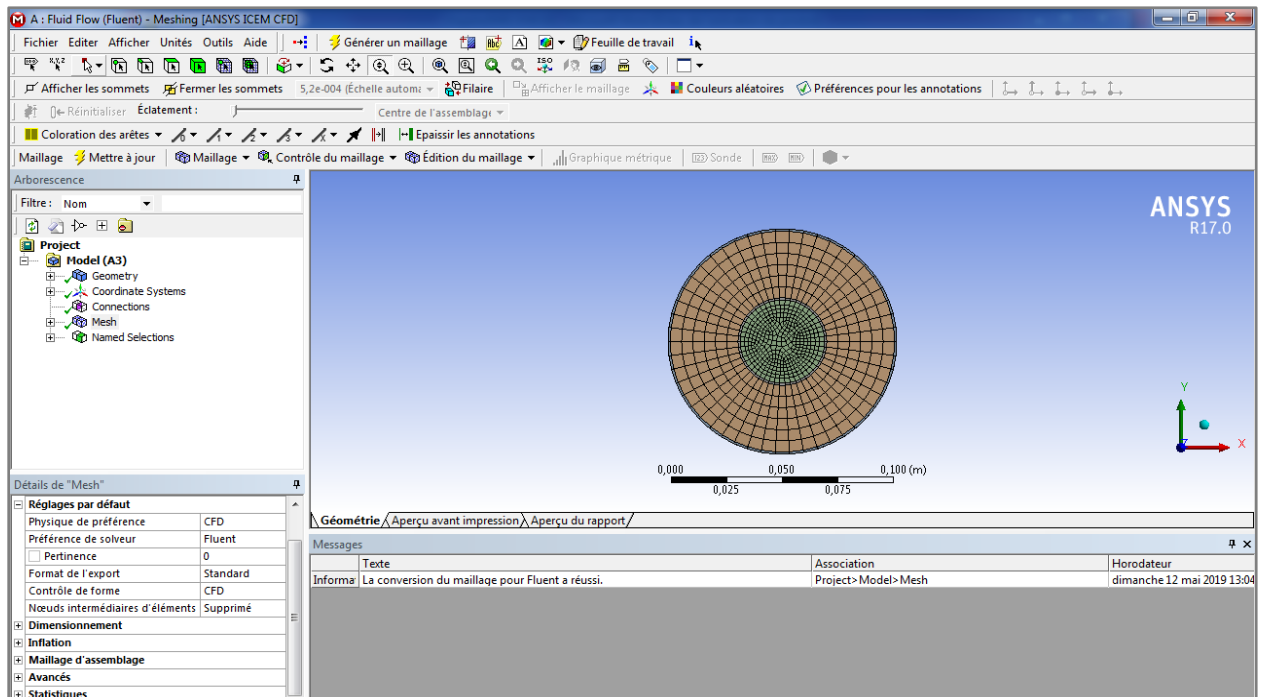 A : Fluid Flow (Fluent) - Meshing [ANSYS ICEM CFD]
Fichier Editer Afficher Unités Outils Aide Générer un maillage A Feuille de travail
Afficher les sommets Fermer les sommets 5,2e-004 (Échelle automa Filaire Afficher le maillage Couleurs aléatoires Préférences pour les annotations
Réinitialiser Éclatement : Centre de l'assemblage
Coloration des arêtes Epaissir les annotations
Maillage Mettre à jour Maillage Contrôle du maillage Édition du maillage Graphique métrique Sonde
Arborescence
Filtre : Nom
Project
Model (A3)
Geometry
Coordinate Systems
Connections
Mesh
Named Selections
ANSYS
R17.0
Y
X
0,000 0,050 0,100 (m)
0,025 0,075
Géométrie Aperçu avant impression Aperçu du rapport
Détails de "Mesh"
Réglages par défaut
Physique de préférence CFD
Préférence de solveur Fluent
Pertinence 0
Format de l'export Standard
Contrôle de forme CFD
Nœuds intermédiaires d'éléments Supprimé
Dimensionnement
Inflation
Maillage d'assemblage
Avancés
Statistiques
Messages
Texte Association Horodateur
Informa La conversion du maillage pour Fluent a réussi. Project>Model>Mesh dimanche 12 mai 2019 13:04